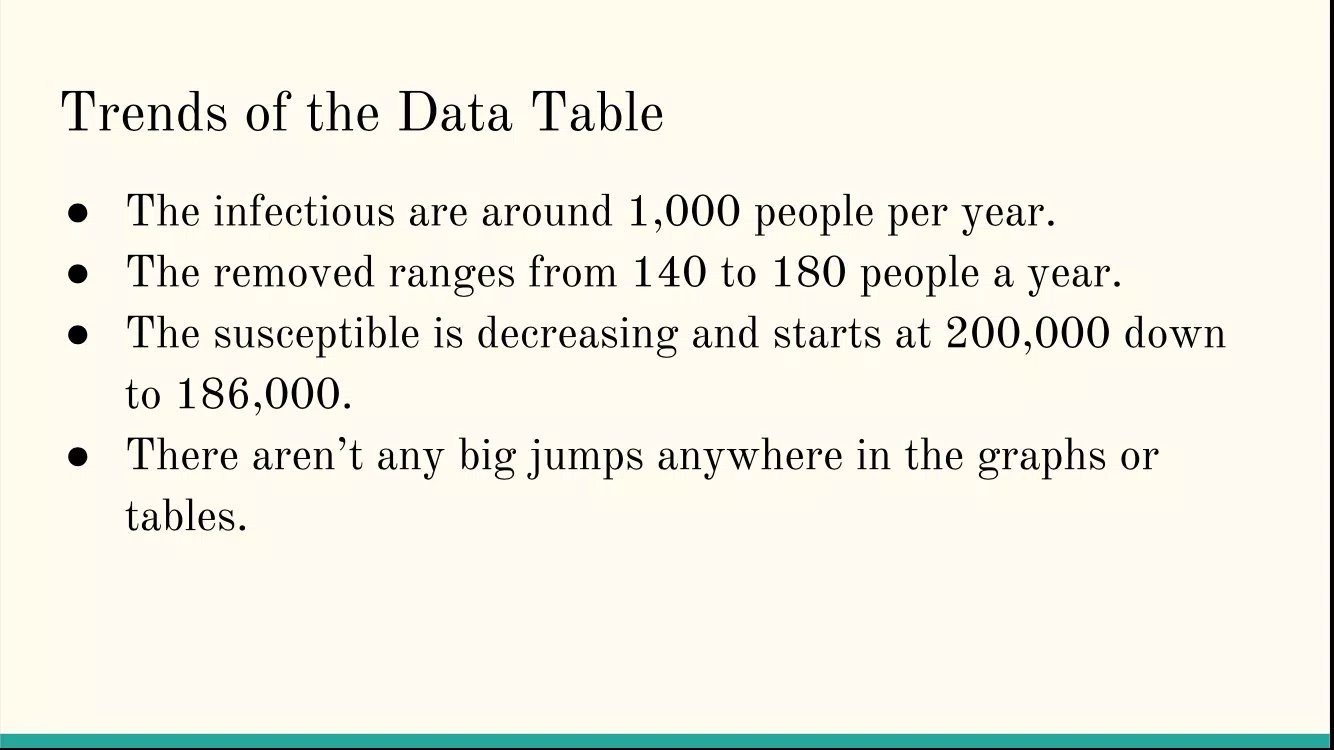 Trends of the Data Table
● The infectious are around 1,000 people per year.
● The removed ranges from 140 to 180 people a year.
● The susceptible is decreasing and starts at 200,000 down
to 186,000.
● There aren’t any big jumps anywhere in the graphs or
tables.